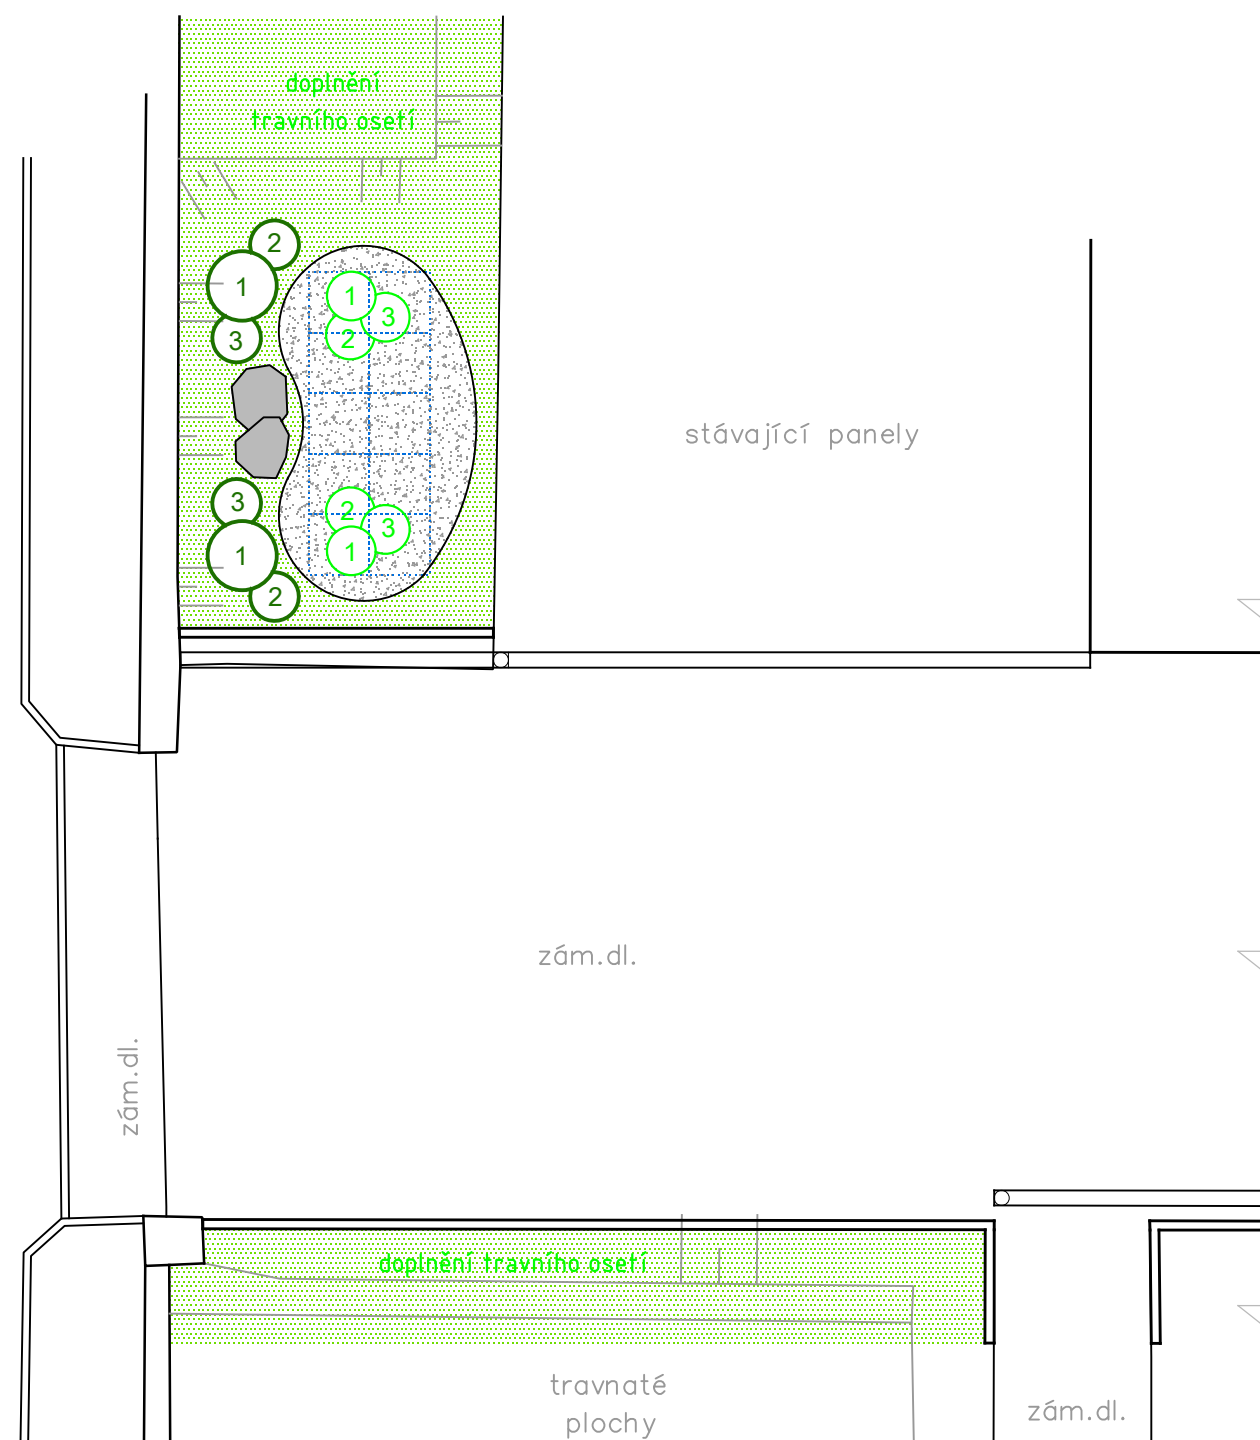 doplnění
travního osetí
2
1
3
1
3
2
stávající panely
3
1
2
2
3
1
zám.dl.
zám.dl.
doplnění travního osetí
travnaté
plochy
zám.dl.